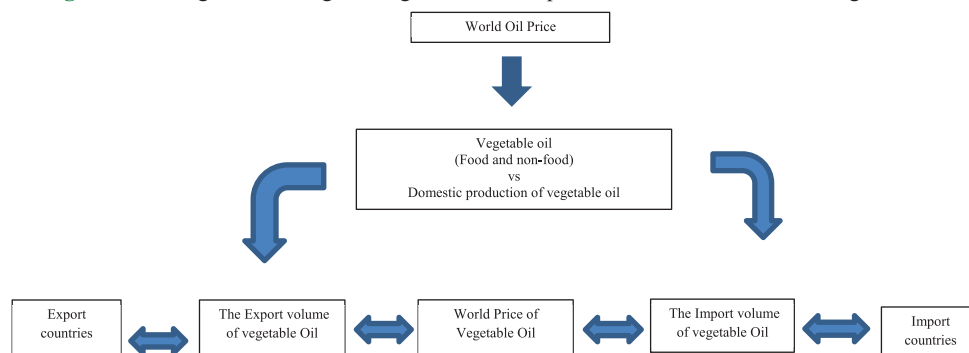 World Oil Price
Vegetable oil
(Food and non-food)
vs
Domestic production of vegetable oil
Export
countries
The Export volume
of vegetable Oil
World Price of
Vegetable Oil
The Import volume
of vegetable Oil
Import
countries